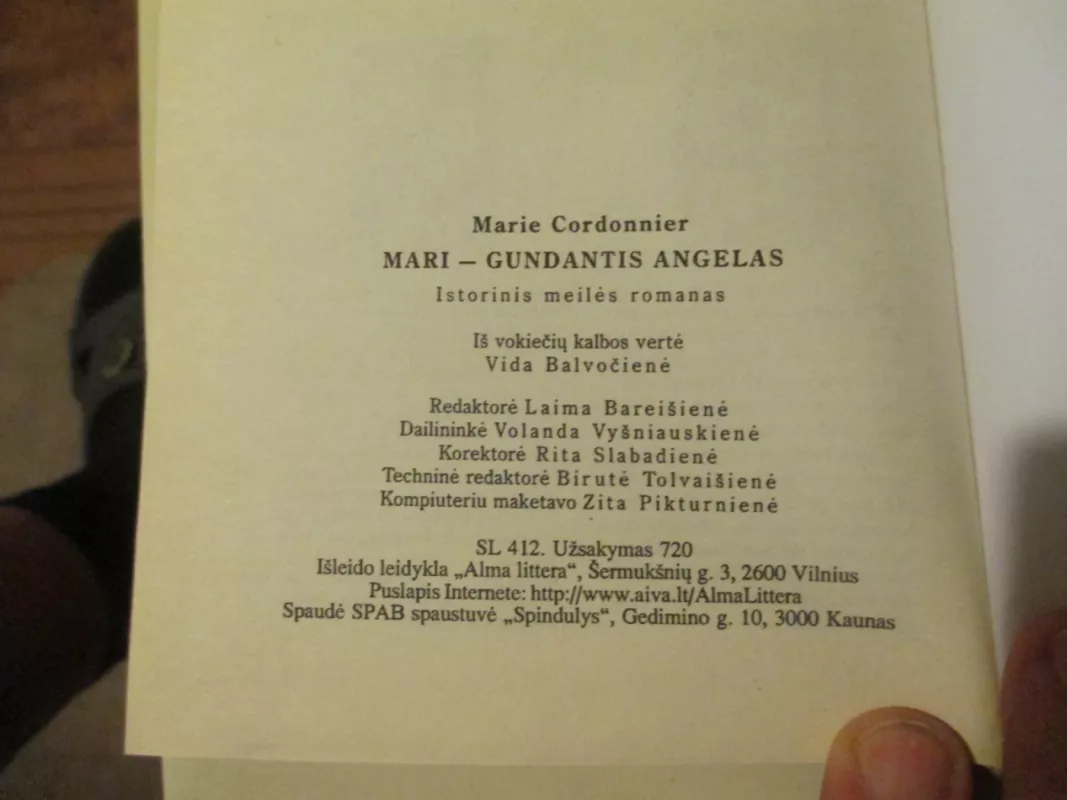 Marie Cordonnier
MARI – GUNDANTIS ANGELAS
Istorinis meilės romanas
Iš vokiečių kalbos vertė
Vida Balvočienė
Redaktorė Laima Bareišienė
Dailininkė Volanda Vyšniauskienė
Korektorė Rita Slabadienė
Techninė redaktorė Birutė Tolvaišienė
Kompiuteriu maketavo Zita Pikturnienė
SL 412. Užsakymas 720
Išleido leidykla „Alma littera“, Šermukšnių g. 3, 2600 Vilnius
Puslapis Internete: http://www.aiva.lt/AlmaLittera
Spaudė SPAB spaustuvė „Spindulys“, Gedimino g. 10, 3000 Kaunas